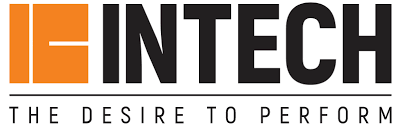 INTECH
THE DESIRE TO PERFORM